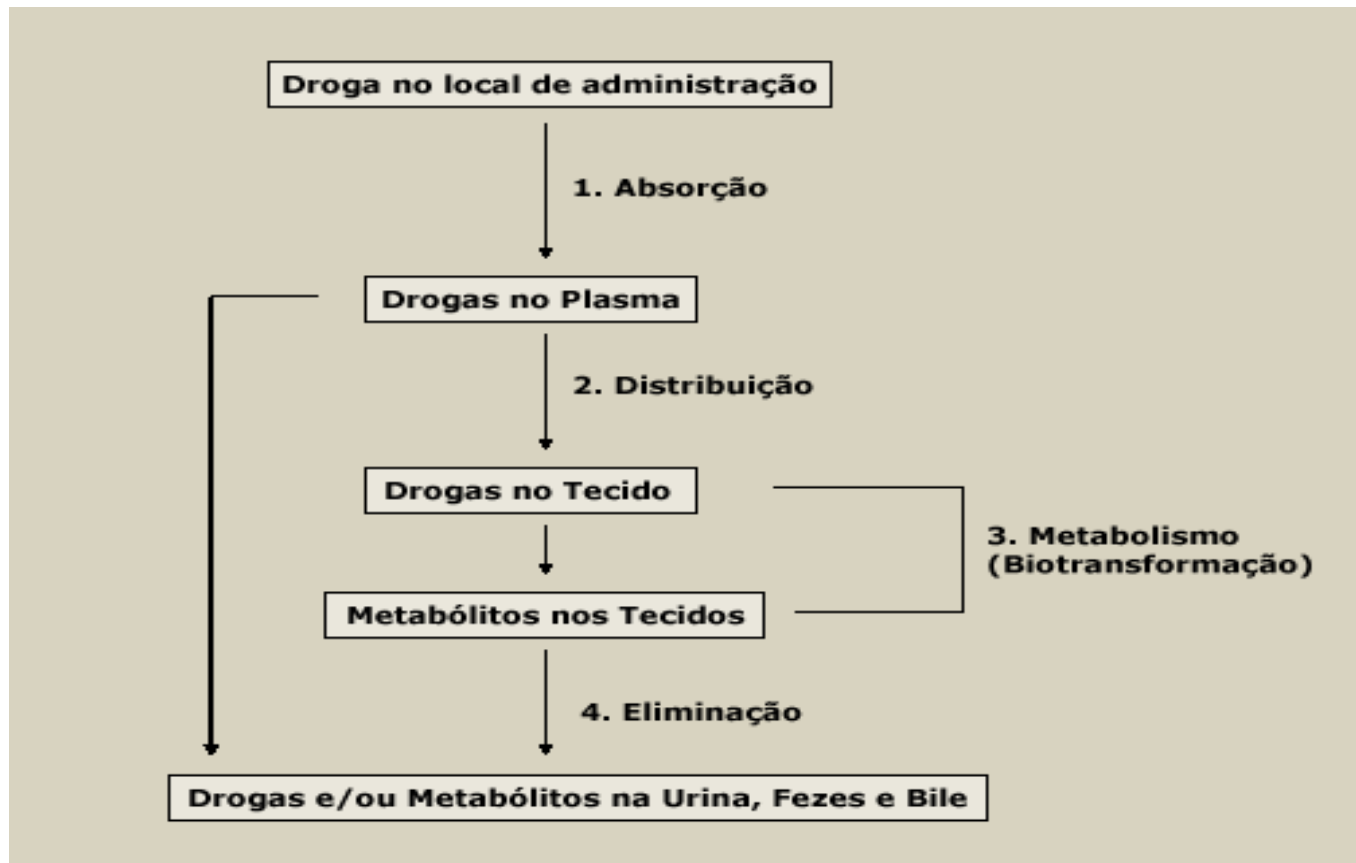 Droga no local de administração
1. Absorção
Drogas no Plasma
2. Distribuição
Drogas no Tecido
3. Metabolismo
(Biotransformação)
Metabólitos nos Tecidos
4. Eliminação
Drogas e/ou Metabólitos na Urina, Fezes e Bile